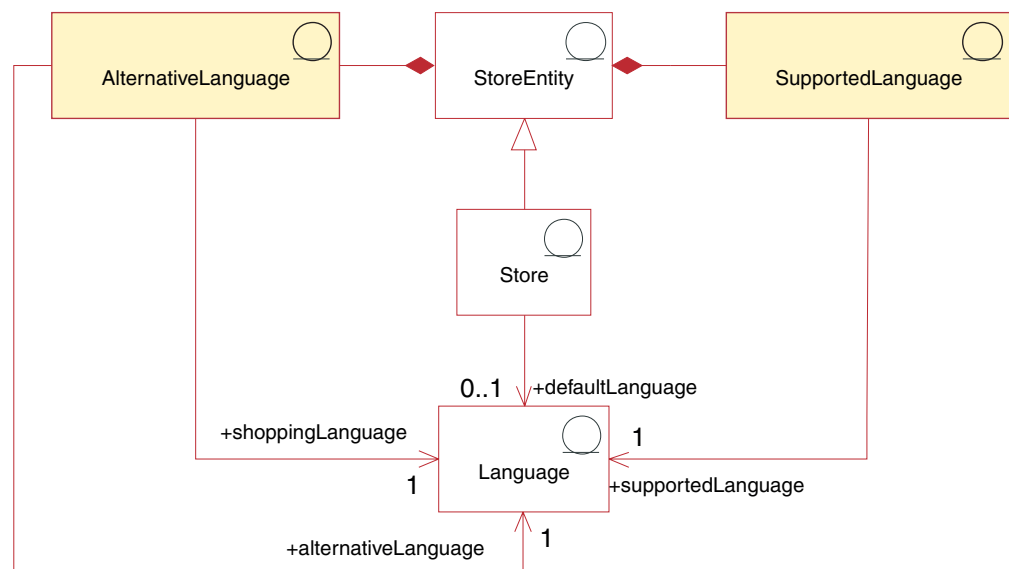 AlternativeLanguage
StoreEntity
SupportedLanguage
Store
0..1
+defaultLanguage
+shoppingLanguage
1
1
Language
+supportedLanguage
+alternativeLanguage
1